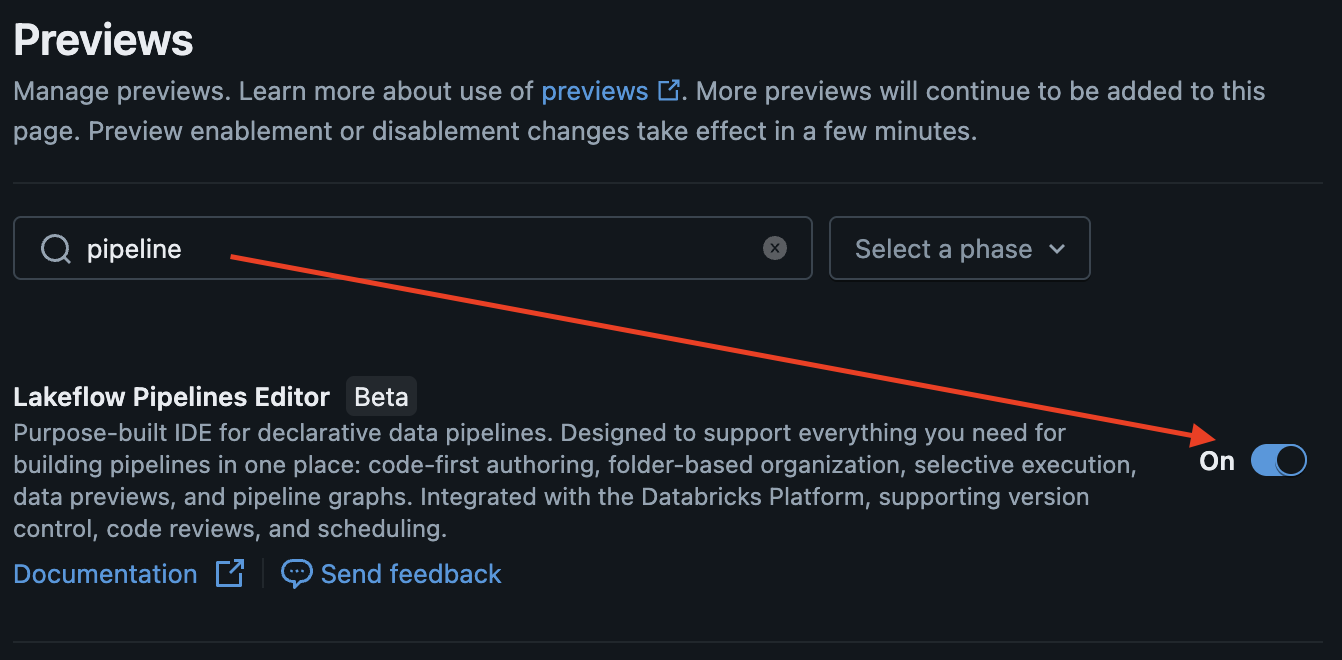 Previews
Manage previews. Learn more about use of previews. More previews will continue to be added to this
page. Preview enablement or disablement changes take effect in a few minutes.
pipeline
Select a phase
Lakeflow Pipelines Editor Beta
Purpose-built IDE for declarative data pipelines. Designed to support everything you need for
building pipelines in one place: code-first authoring, folder-based organization, selective execution,
data previews, and pipeline graphs. Integrated with the Databricks Platform, supporting version
control, code reviews, and scheduling.
On
Documentation
Send feedback